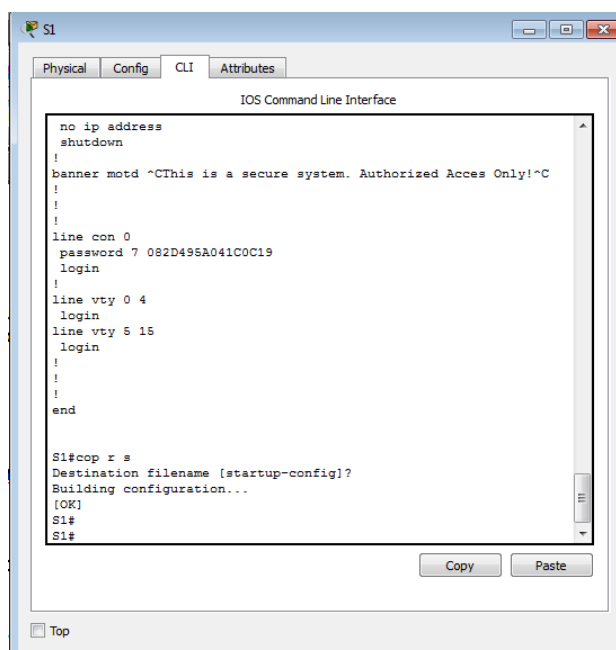 S1
Physical Config CLI Attributes
IOS Command Line Interface
no ip address
shutdown
!
banner motd ^CThis is a secure system. Authorized Acces Only!^C
!
!
!
line con 0
password 7 082D495A041C0C19
login
!
line vty 0 4
login
line vty 5 15
login
!
!
!
end
S1#cop r s
Destination filename [startup-config]?
Building configuration...
[OK]
S1#
S1#
Copy Paste
Top